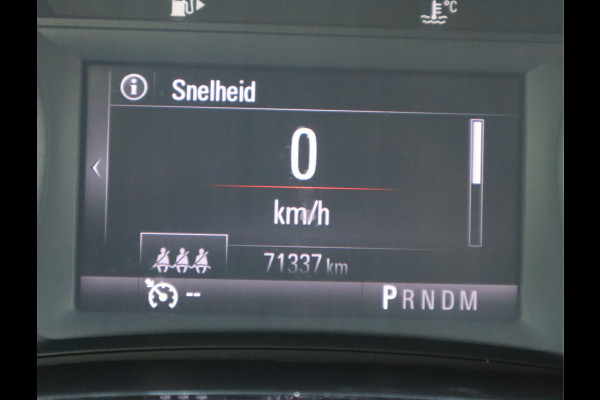 °C
Snelheid
0
km/h
71337 km
--
PRNDM